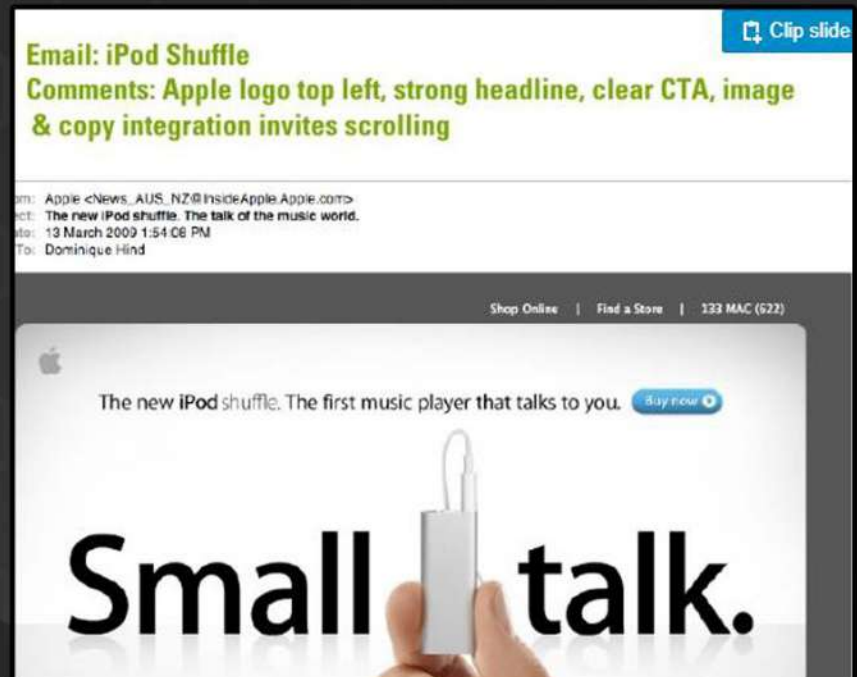 Clip slide
Email: iPod Shuffle
Comments: Apple logo top left, strong headline, clear CTA, image
& copy integration invites scrolling
om: Apple <News_AUS_NZ@InsideApple.Apple.com>
ect: The new iPod shuffle. The talk of the music world.
ate: 13 March 2009 1:54:08 PM
To: Dominique Hind
Shop Online | Find a Store | 133 MAC (622)
The new iPod shuffle. The first music player that talks to you. Buy now
Small talk.